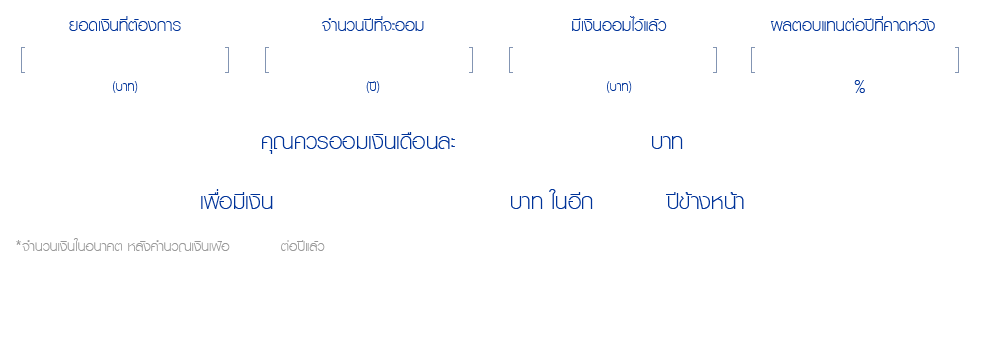 ยอดเงินที่ต้องการ จำนวนปีที่จะออม มีเงินออมไว้แล้ว ผลตอบแทนต่อปีที่คาดหวัง
[ ] [ ] [ ] [ ]
(บาท) (ปี) (บาท) %
คุณควรออมเงินเดือนละ บาท
เพื่อมีเงิน บาท ในอีก ปีข้างหน้า
*จำนวนเงินในอนาคต หลังคำนวณเงินเฟ้อ ต่อปีแล้ว